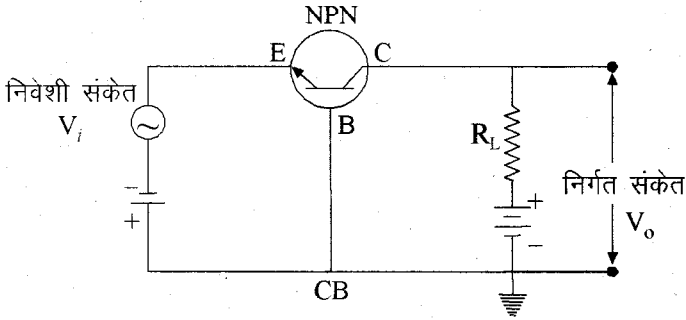 NPN
E C
निवेशी संकेत
V_i
B
R_L
निर्गत संकेत
V_o
- +
+ -
CB